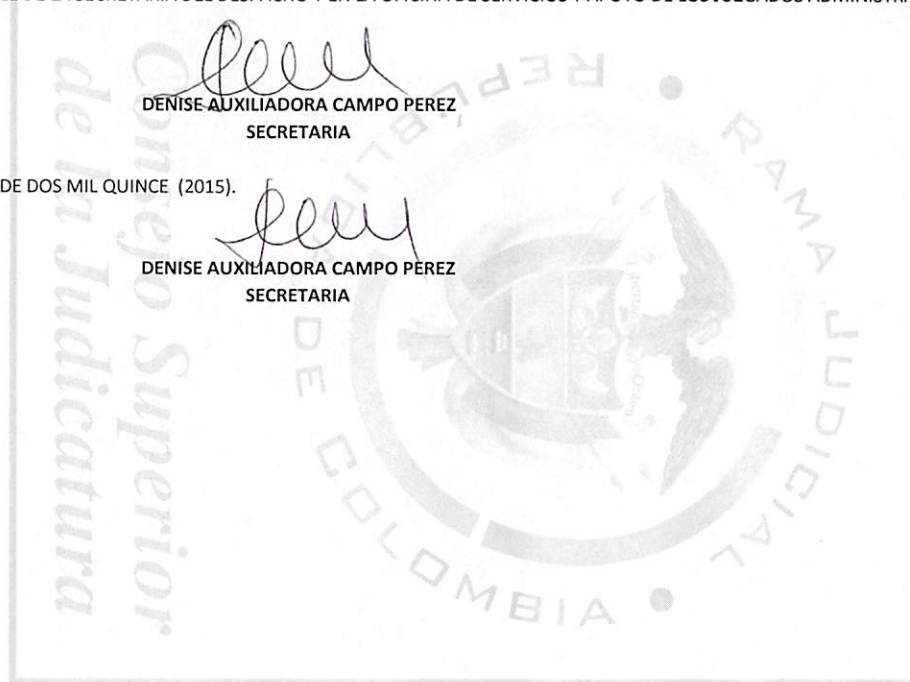 DENISE AUXILIADORA CAMPO PEREZ
SECRETARIA
DE DOS MIL QUINCE (2015).
DENISE AUXILIADORA CAMPO PEREZ
SECRETARIA
Consejo Superior
de la Judicatura
REPÚBLICA DE COLOMBIA
RAMA JUDICIAL